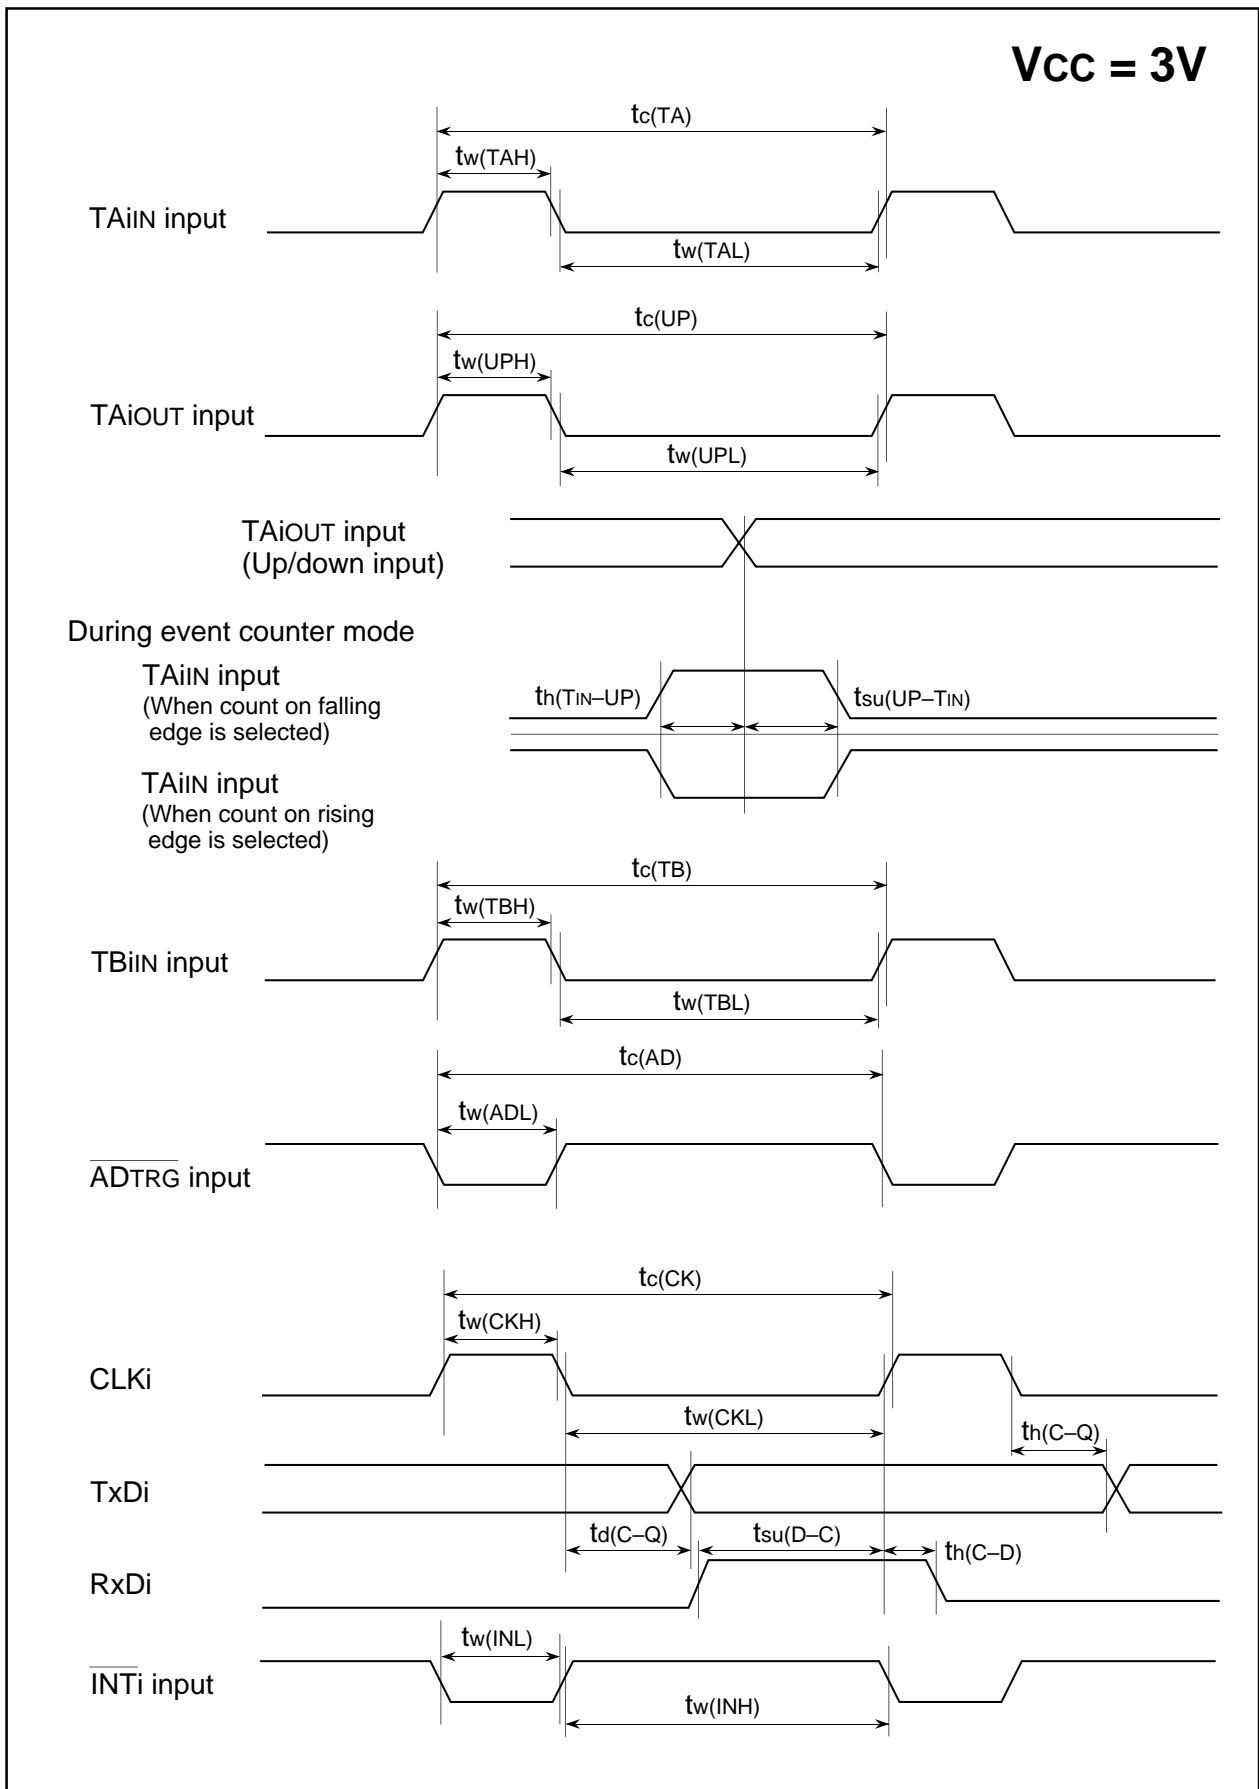 VCC = 3V
tc(TA)
tw(TAH)
TAiIN input
tw(TAL)
tc(UP)
tw(UPH)
TAiOUT input
tw(UPL)
TAiOUT input
(Up/down input)
During event counter mode
TAiIN input
(When count on falling
edge is selected)
th(TIN–UP)
tsu(UP–TIN)
TAiIN input
(When count on rising
edge is selected)
tc(TB)
tw(TBH)
TBiIN input
tw(TBL)
tc(AD)
tw(ADL)
ADTRG input
tc(CK)
tw(CKH)
CLKi
tw(CKL)
th(C–Q)
TxDi
td(C–Q)
tsu(D–C)
th(C–D)
RxDi
tw(INL)
INTi input
tw(INH)